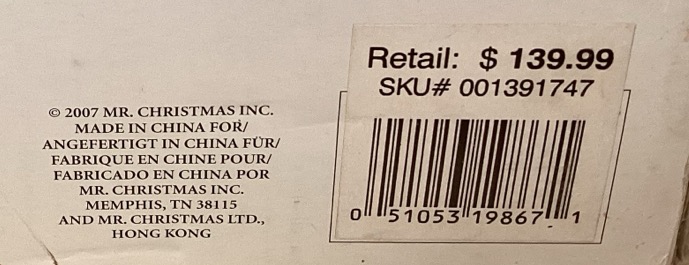 © 2007 MR. CHRISTMAS INC.
MADE IN CHINA FOR/
ANGEFERTIGT IN CHINA FÜR/
FABRIQUE EN CHINE POUR/
FABRICADO EN CHINA POR
MR. CHRISTMAS INC.
MEMPHIS, TN 38115
AND MR. CHRISTMAS LTD.,
HONG KONG
Retail: $ 139.99
SKU# 001391747
0 51053 19867 1